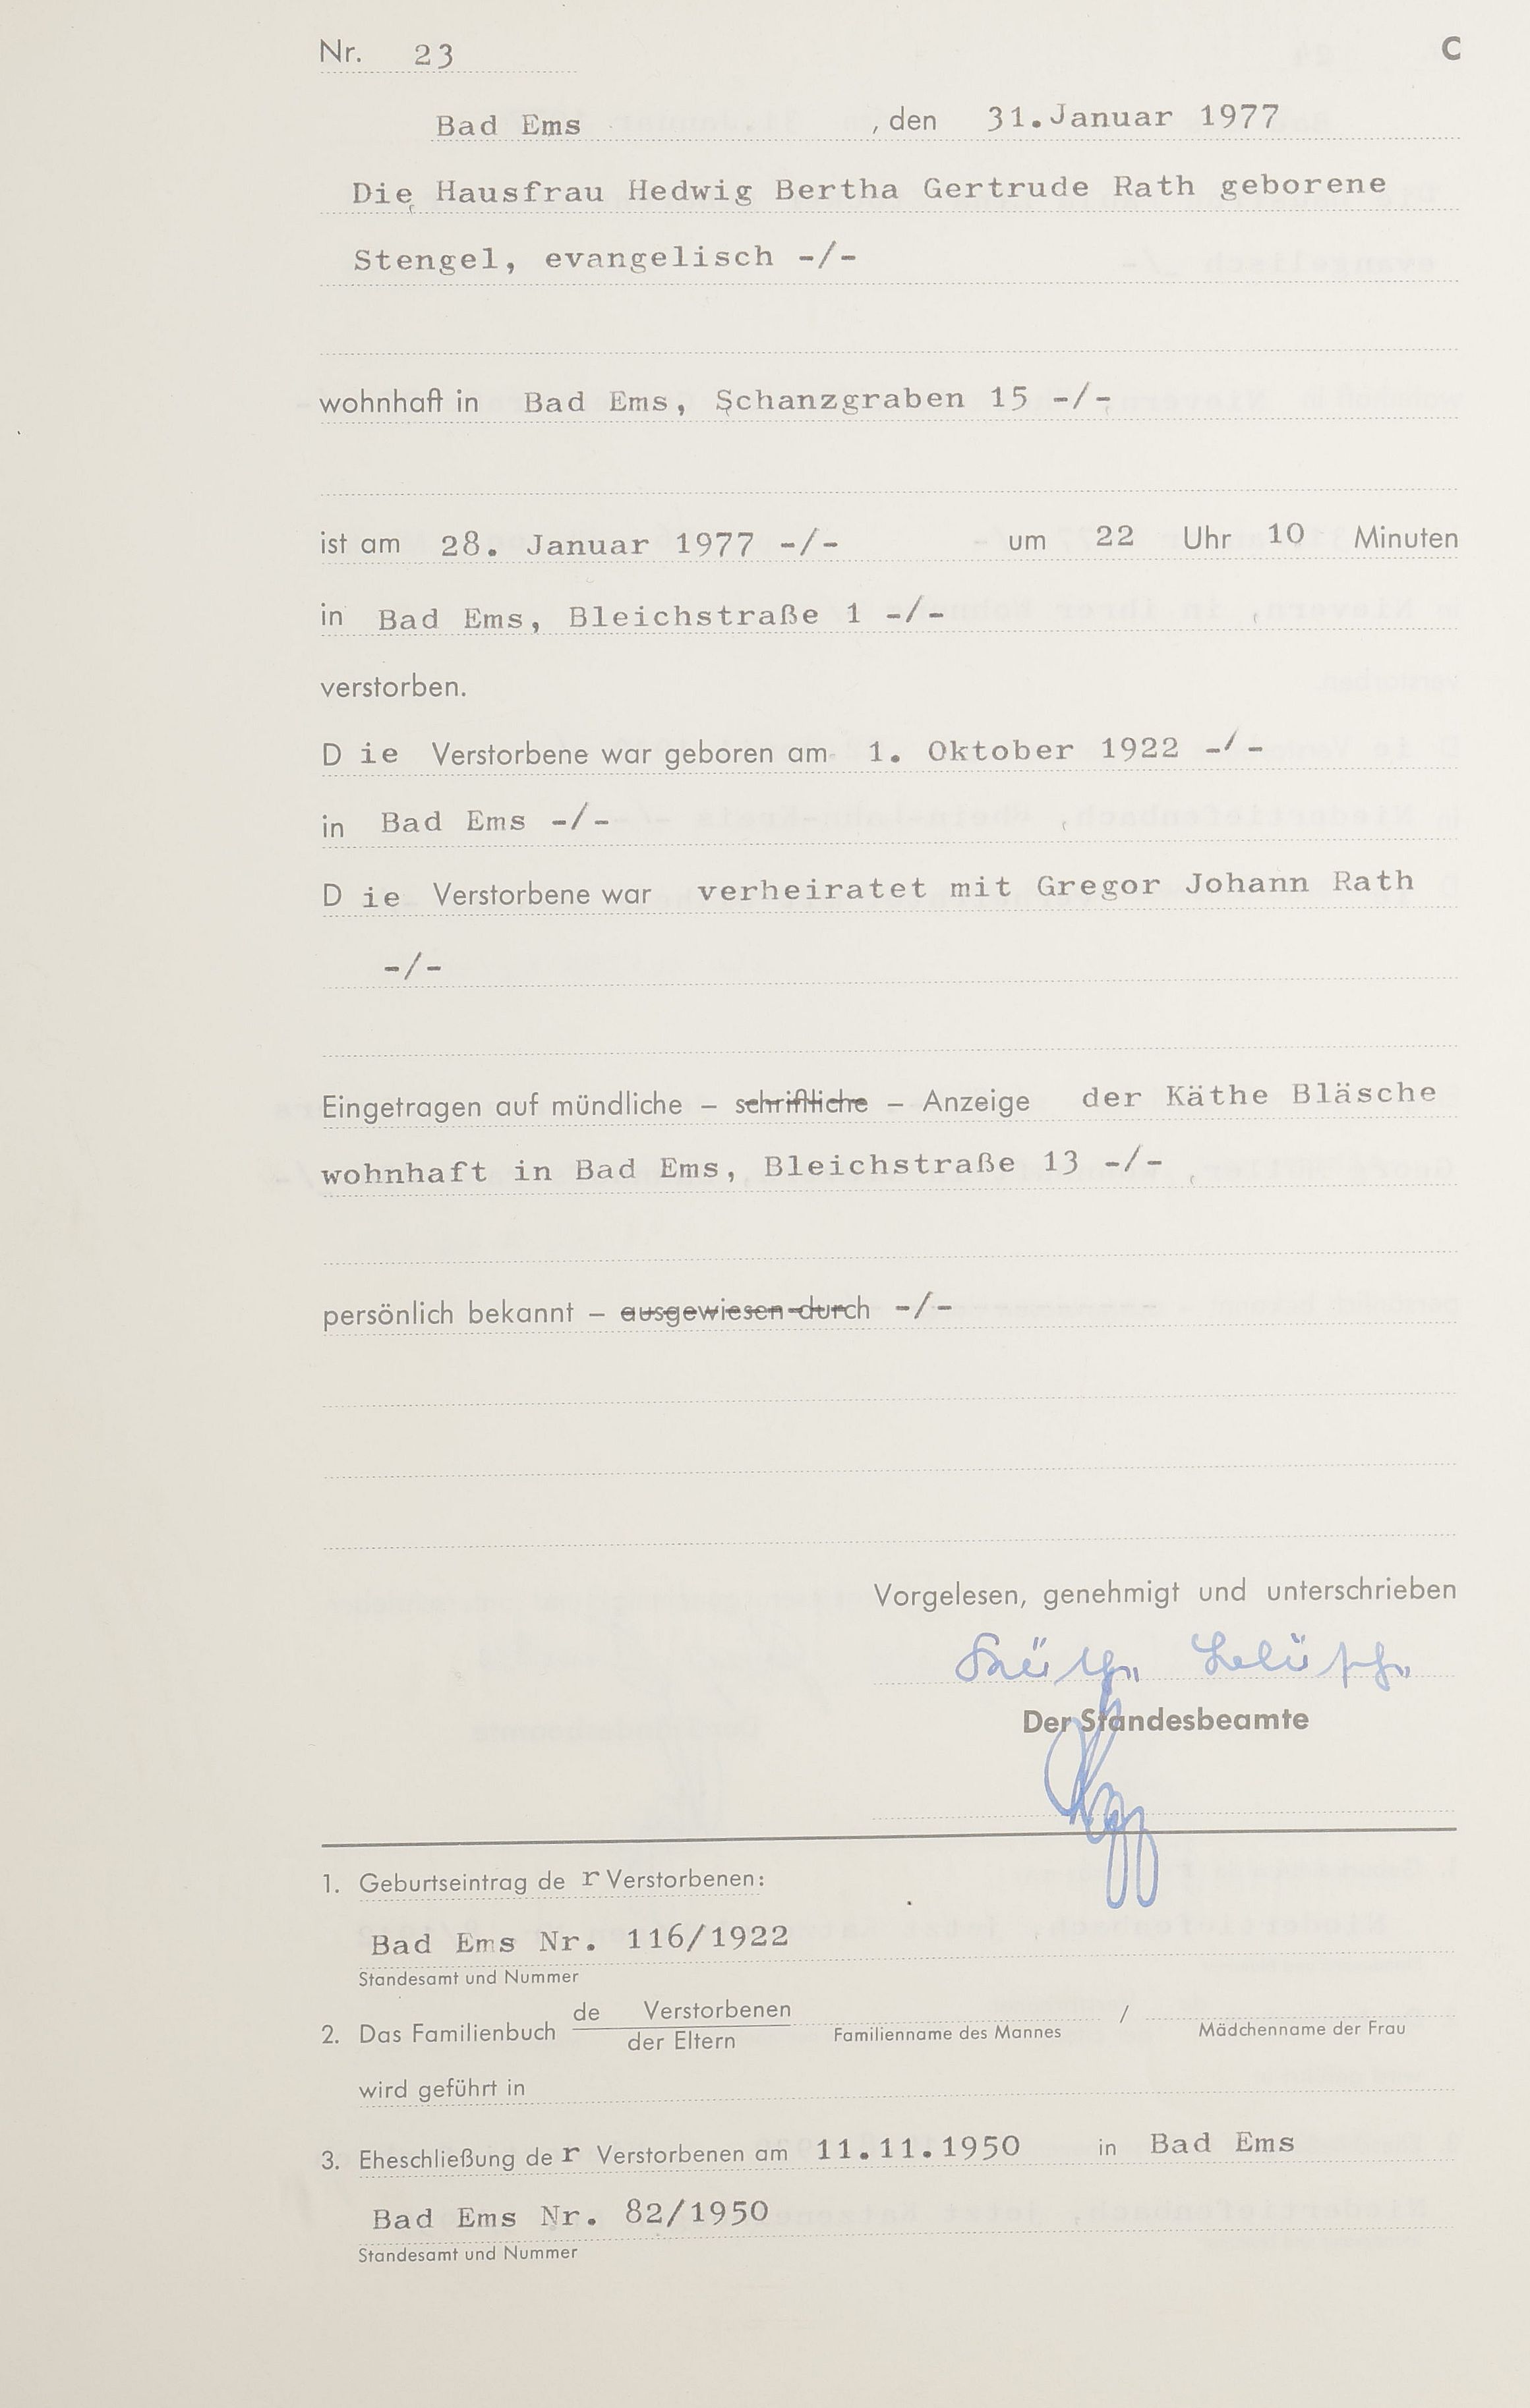 Nr. 23 C
Bad Ems , den 31.Januar 1977
Die Hausfrau Hedwig Bertha Gertrude Rath geborene
Stengel, evangelisch -/-
wohnhaft in Bad Ems, Schanzgraben 15 -/-
ist am 28. Januar 1977 -/- um 22 Uhr 10 Minuten
in Bad Ems, Bleichstraße 1 -/-
verstorben.
D ie Verstorbene war geboren am 1. Oktober 1922 -/-
in Bad Ems -/-
D ie Verstorbene war verheiratet mit Gregor Johann Rath
-/-
Eingetragen auf mündliche – schriftliche – Anzeige der Käthe Bläsche
wohnhaft in Bad Ems, Bleichstraße 13 -/-
persönlich bekannt – ausgewiesen durch -/-
Vorgelesen, genehmigt und unterschrieben
Der Standesbeamte
1. Geburtseintrag de r Verstorbenen:
Bad Ems Nr. 116/1922
Standesamt und Nummer
de Verstorbenen /
2. Das Familienbuch der Eltern Familienname des Mannes Mädchenname der Frau
wird geführt in
3. Eheschließung de r Verstorbenen am 11.11.1950 in Bad Ems
Bad Ems Nr. 82/1950
Standesamt und Nummer